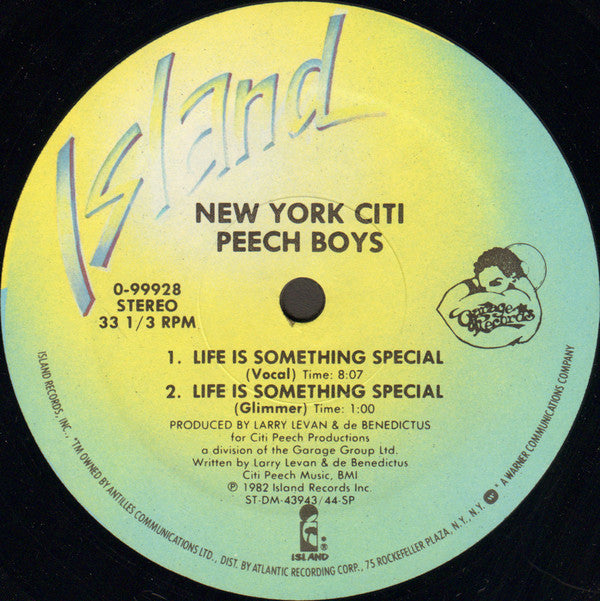 Island
NEW YORK CITI
PEECH BOYS
0-99928
STEREO
33 1/3 RPM
Garage
Records
1. LIFE IS SOMETHING SPECIAL
(Vocal) Time: 8:07
2. LIFE IS SOMETHING SPECIAL
(Glimmer) Time: 1:00
PRODUCED BY LARRY LEVAN & de BENEDICTUS
for Citi Peech Productions
a division of the Garage Group Ltd.
Written by Larry Levan & de Benedictus
Citi Peech Music, BMI
℗ 1982 Island Records Inc.
ST-DM-43943/44-SP
ISLAND
®
ISLAND RECORDS, INC., *TM OWNED BY ANTILLES COMMUNICATIONS LTD., DIST. BY ATLANTIC RECORDING CORP., 75 ROCKEFELLER PLAZA, N.Y., N.Y. * A WARNER COMMUNICATIONS COMPANY